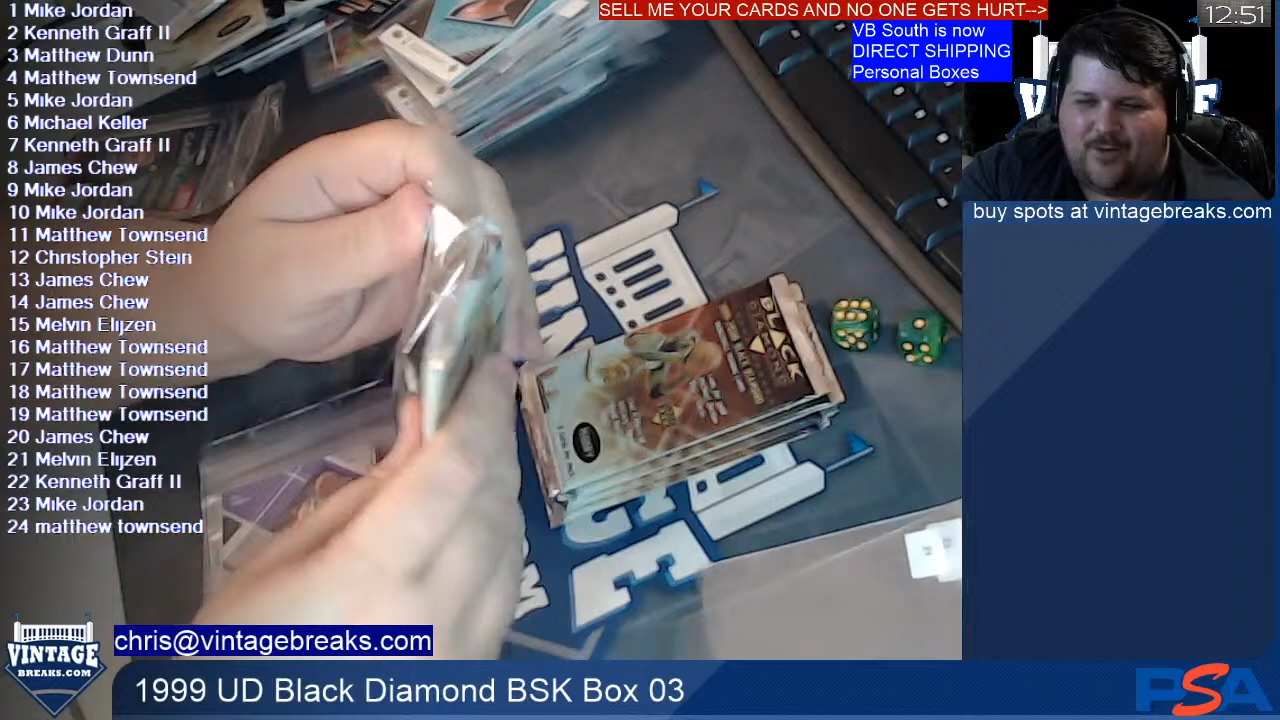 1 Mike Jordan
2 Kenneth Graff II
3 Matthew Dunn
4 Matthew Townsend
5 Mike Jordan
6 Michael Keller
7 Kenneth Graff II
8 James Chew
9 Mike Jordan
10 Mike Jordan
11 Matthew Townsend
12 Christopher Stein
13 James Chew
14 James Chew
15 Melvin Elijzen
16 Matthew Townsend
17 Matthew Townsend
18 Matthew Townsend
19 Matthew Townsend
20 James Chew
21 Melvin Elijzen
22 Kenneth Graff II
23 Mike Jordan
24 matthew townsend
SELL ME YOUR CARDS AND NO ONE GETS HURT-->
12:51
VB South is now
DIRECT SHIPPING
Personal Boxes
buy spots at vintagebreaks.com
BLACK
DIAMOND
VINTAGE
BREAKS.COM
chris@vintagebreaks.com
1999 UD Black Diamond BSK Box 03
PSA